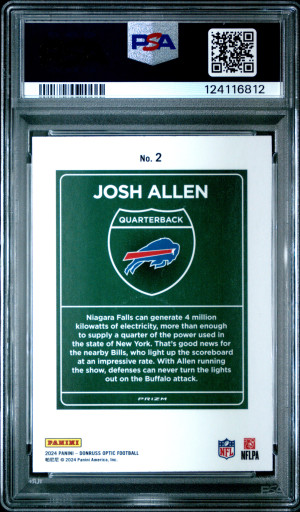 PSA
124116812
No. 2
JOSH ALLEN
QUARTERBACK
Niagara Falls can generate 4 million
kilowatts of electricity, more than enough
to supply a quarter of the power used in
the state of New York. That's good news for
the nearby Bills, who light up the scoreboard
at an impressive rate. With Allen running
the show, defenses can never turn the lights
out on the Buffalo attack.
PRIZM
PANINI
2024 PANINI - DONRUSS OPTIC FOOTBALL
帕尼尼 © 2024 Panini America, Inc.
NFL
NFLPA